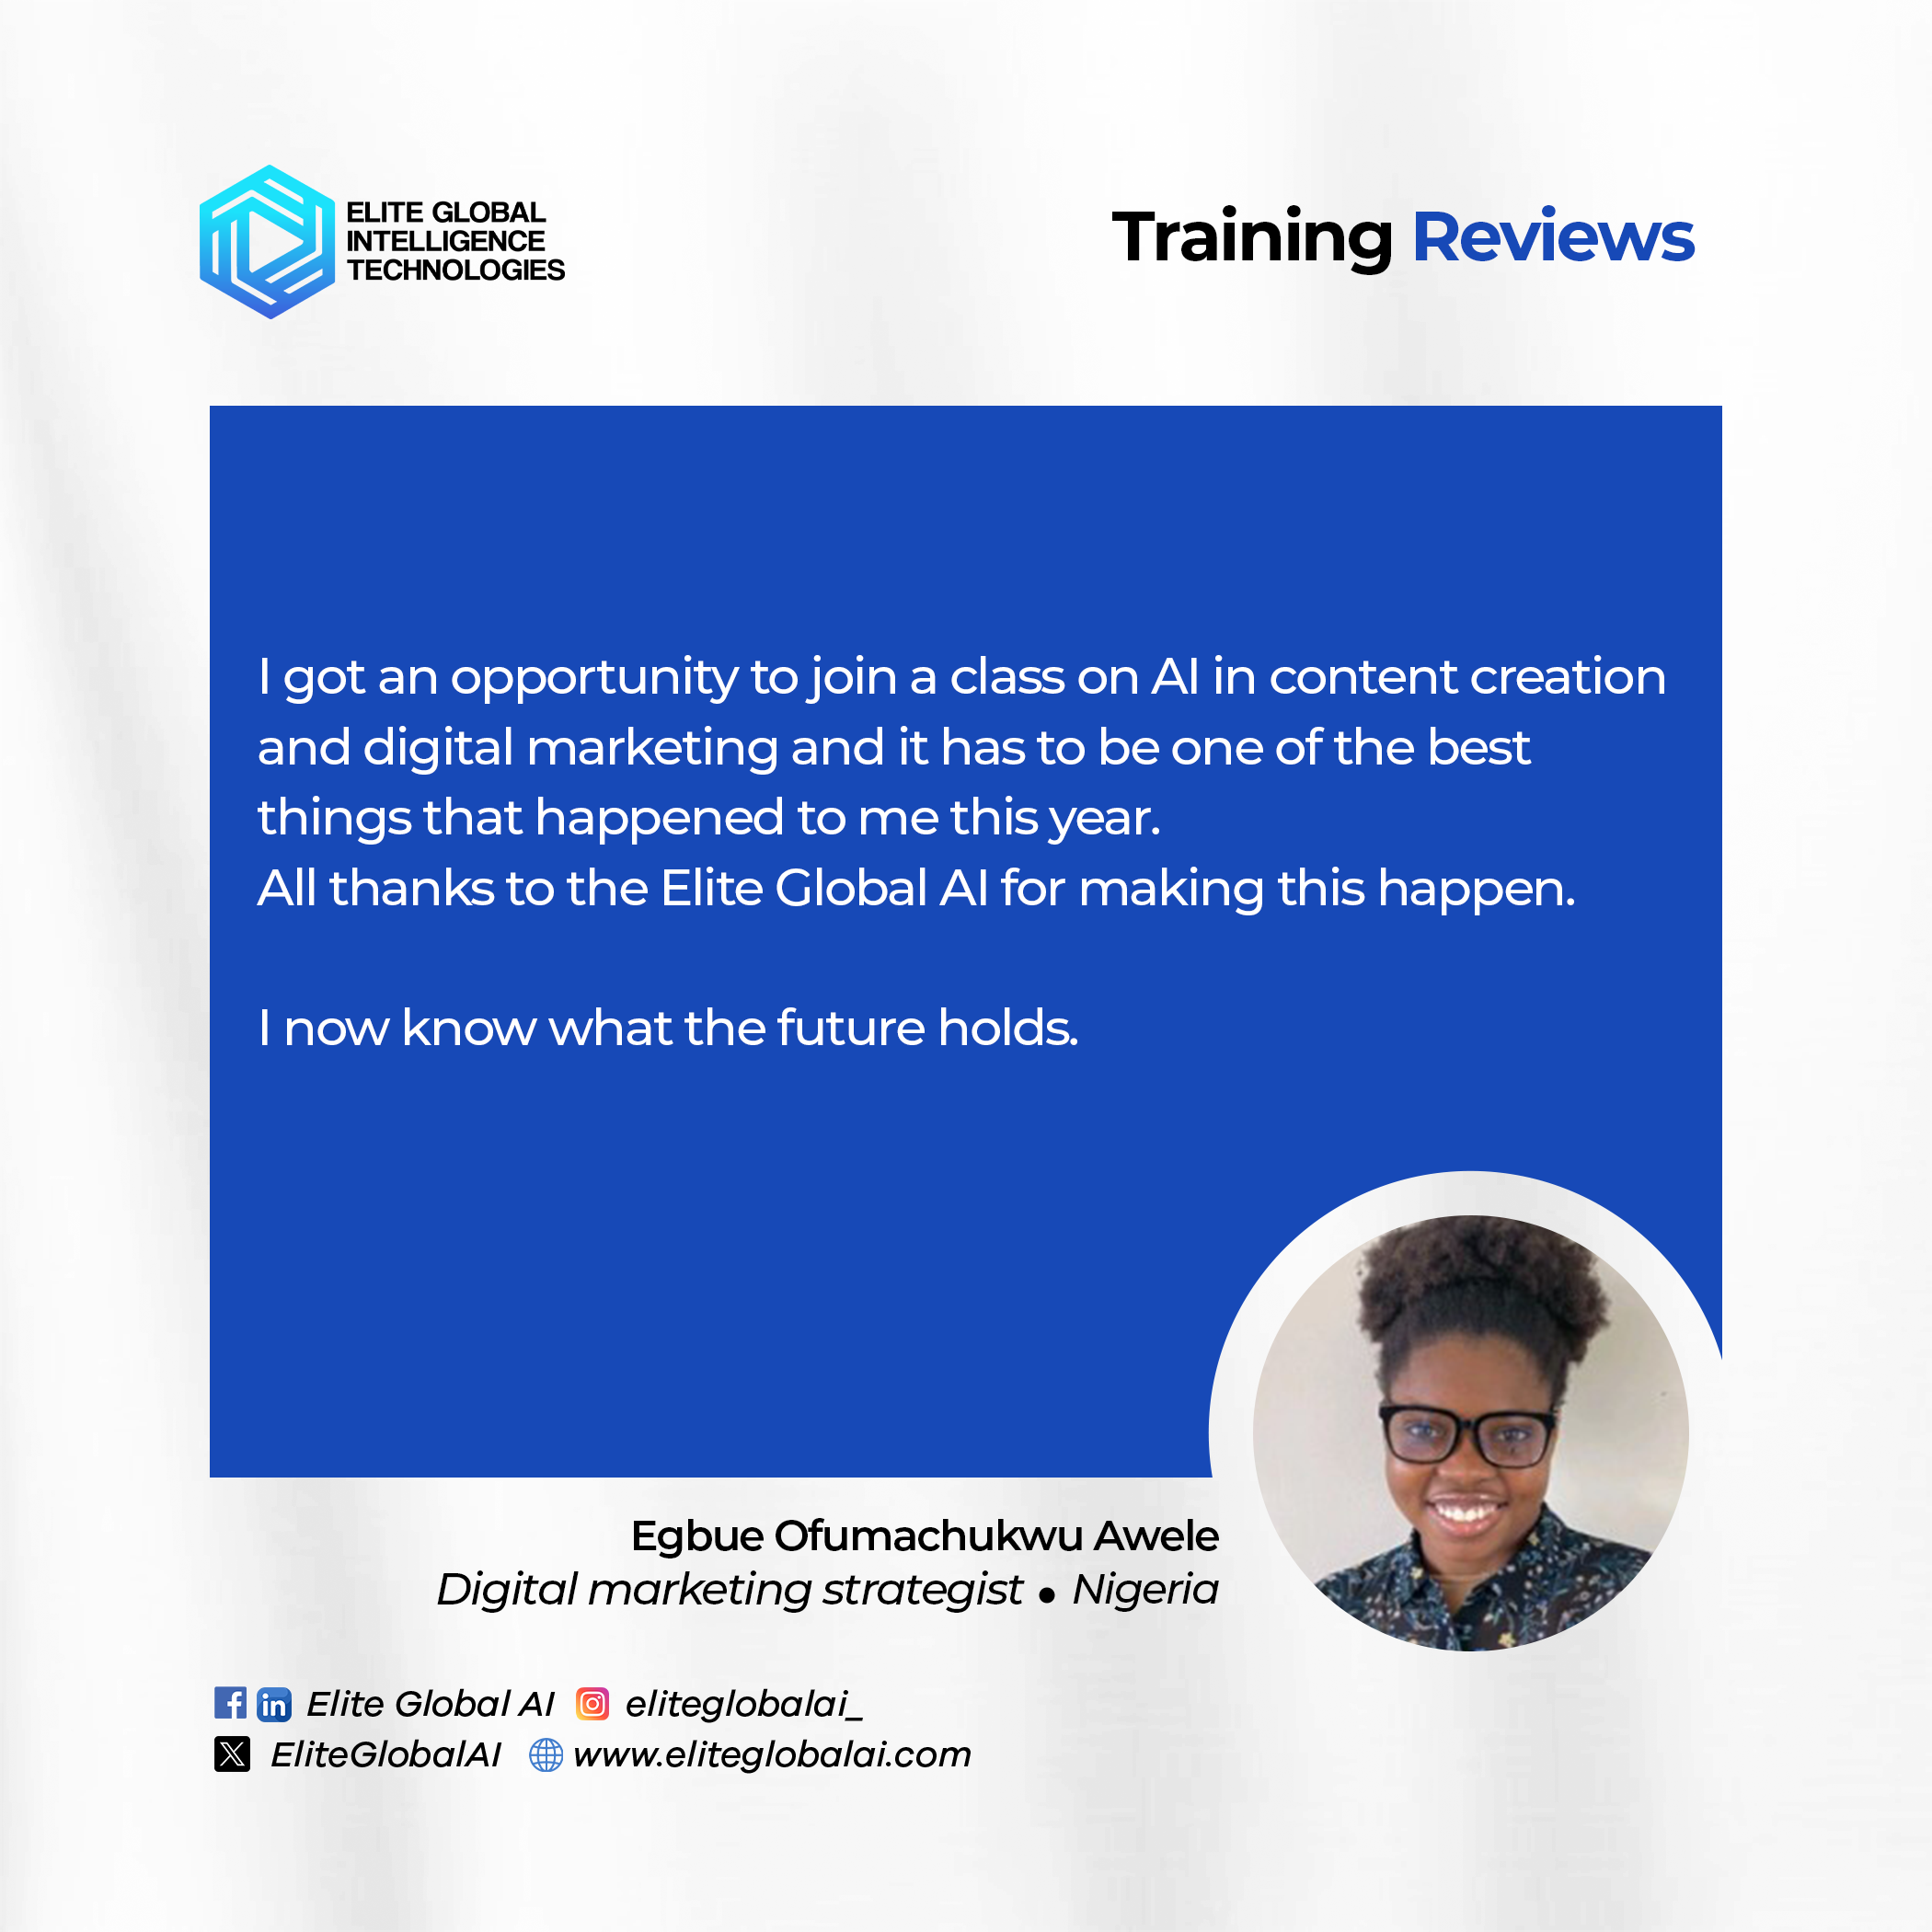 ELITE GLOBAL
INTELLIGENCE
TECHNOLOGIES
Training Reviews
I got an opportunity to join a class on AI in content creation
and digital marketing and it has to be one of the best
things that happened to me this year.
All thanks to the Elite Global AI for making this happen.
I now know what the future holds.
Egbue Ofumachukwu Awele
Digital marketing strategist • Nigeria
Elite Global AI eliteglobalai_
EliteGlobalAI www.eliteglobalai.com